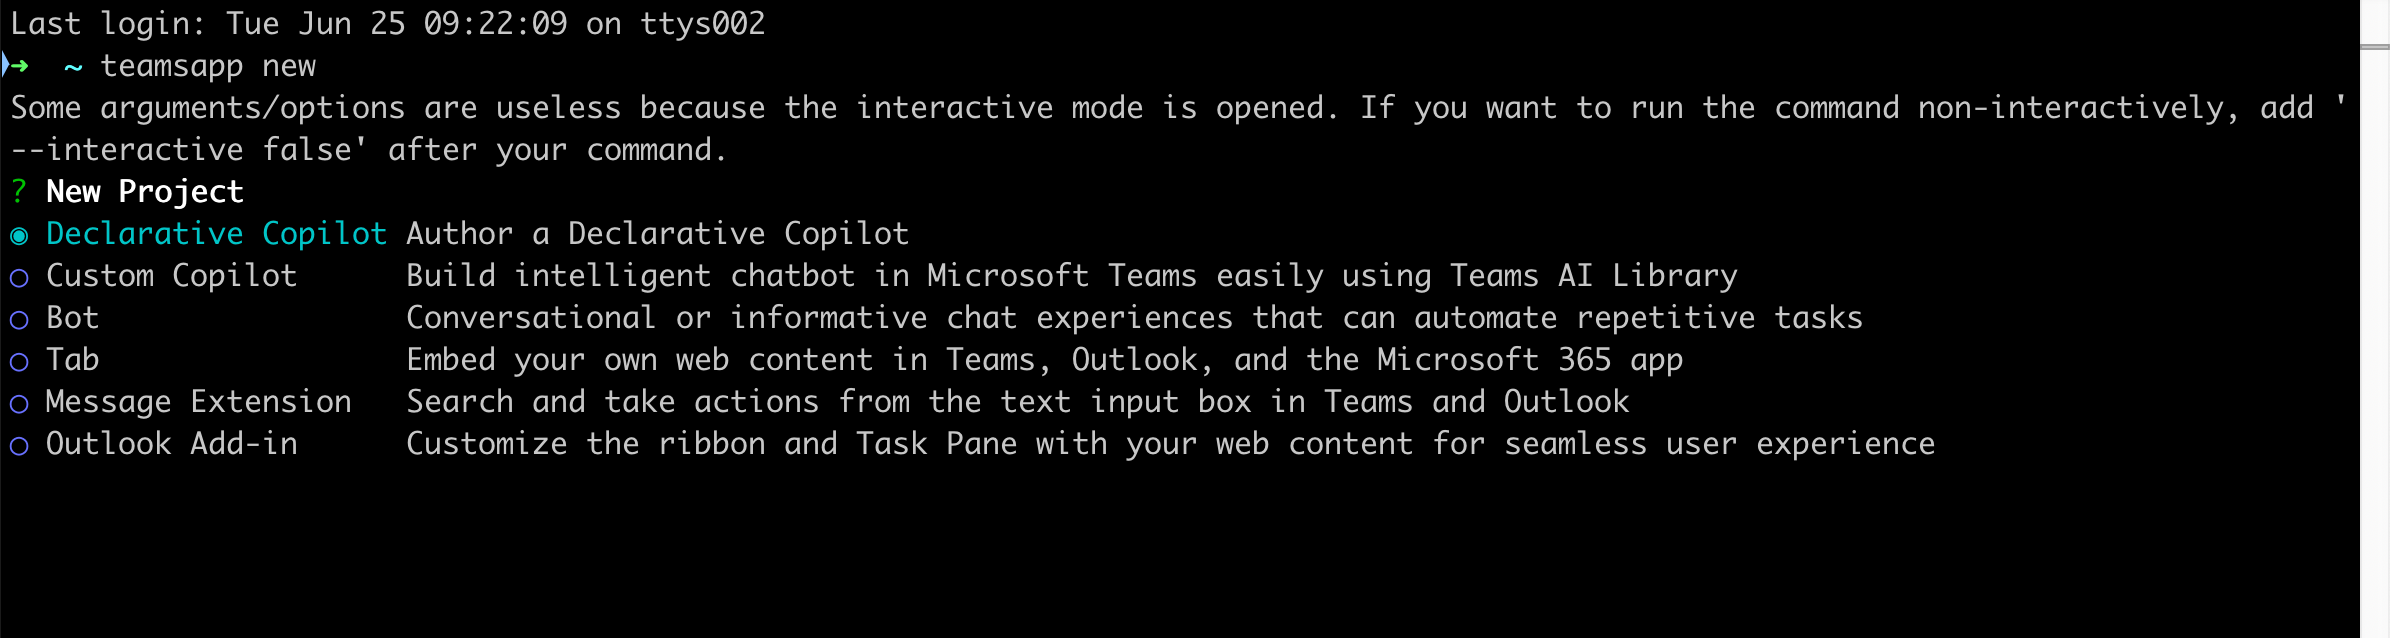 Last login: Tue Jun 25 09:22:09 on ttys002
➜  ~ teamsapp new
Some arguments/options are useless because the interactive mode is opened. If you want to run the command non-interactively, add '
--interactive false' after your command.
? New Project
◉ Declarative Copilot Author a Declarative Copilot
○ Custom Copilot      Build intelligent chatbot in Microsoft Teams easily using Teams AI Library
○ Bot                 Conversational or informative chat experiences that can automate repetitive tasks
○ Tab                 Embed your own web content in Teams, Outlook, and the Microsoft 365 app
○ Message Extension   Search and take actions from the text input box in Teams and Outlook
○ Outlook Add-in      Customize the ribbon and Task Pane with your web content for seamless user experience